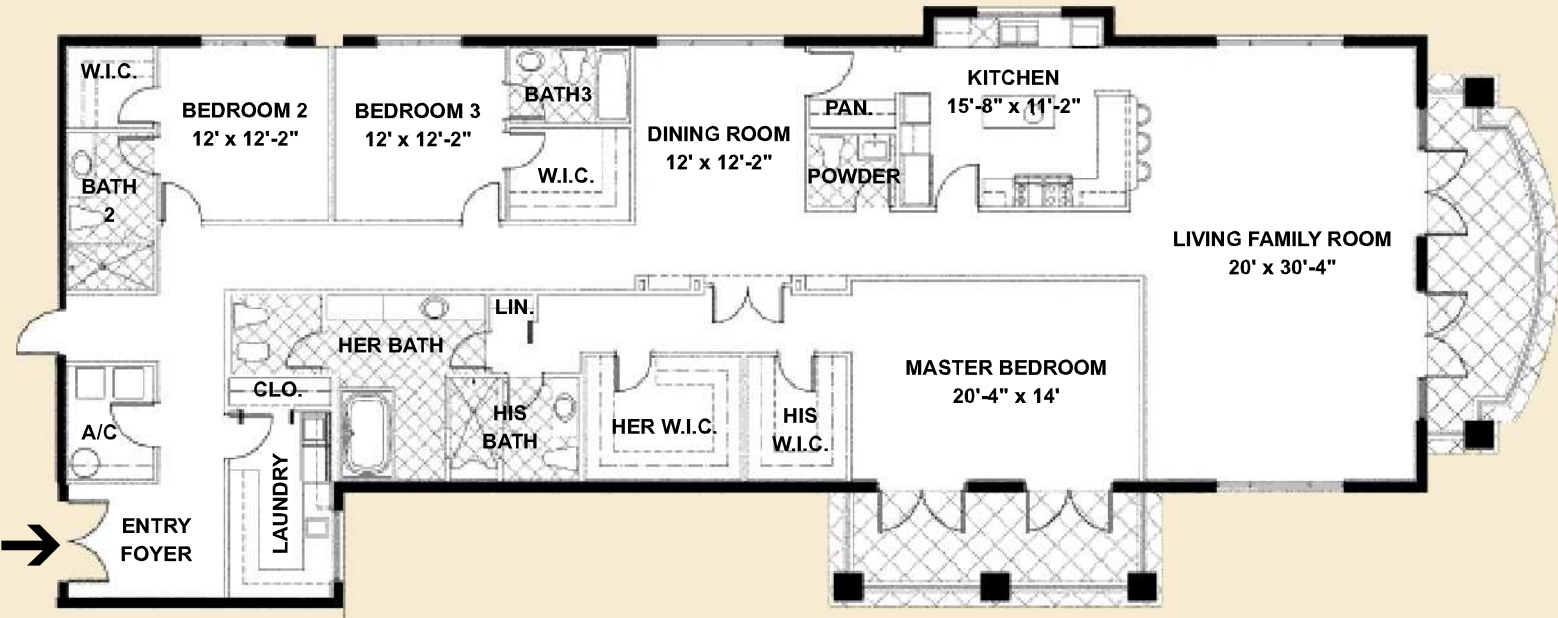 W.I.C.
BEDROOM 2
12' x 12'-2"
BEDROOM 3
12' x 12'-2"
BATH3
W.I.C.
BATH
2
DINING ROOM
12' x 12'-2"
PAN.
POWDER
KITCHEN
15'-8" x 11'-2"
LIVING FAMILY ROOM
20' x 30'-4"
LIN.
HER BATH
CLO.
A/C
HIS
BATH
HER W.I.C.
HIS
W.I.C.
MASTER BEDROOM
20'-4" x 14'
LAUNDRY
ENTRY
FOYER